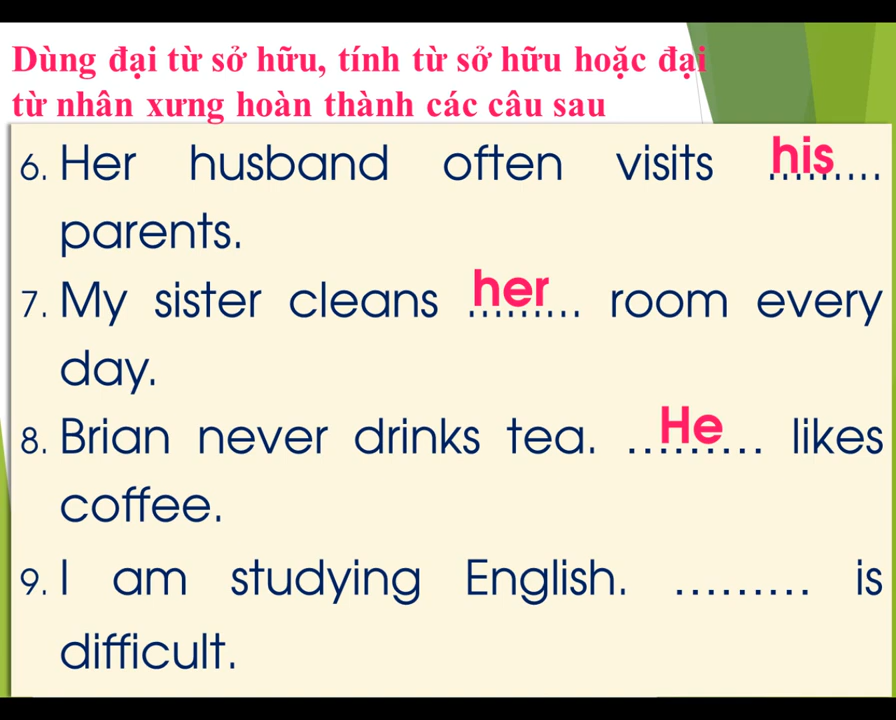 Dùng đại từ sở hữu, tính từ sở hữu hoặc đại
từ nhân xưng hoàn thành các câu sau
6. Her husband often visits his.........
parents.
7. My sister cleans her......... room every
day.
8. Brian never drinks tea. He......... likes
coffee.
9. I am studying English. ......... is
difficult.